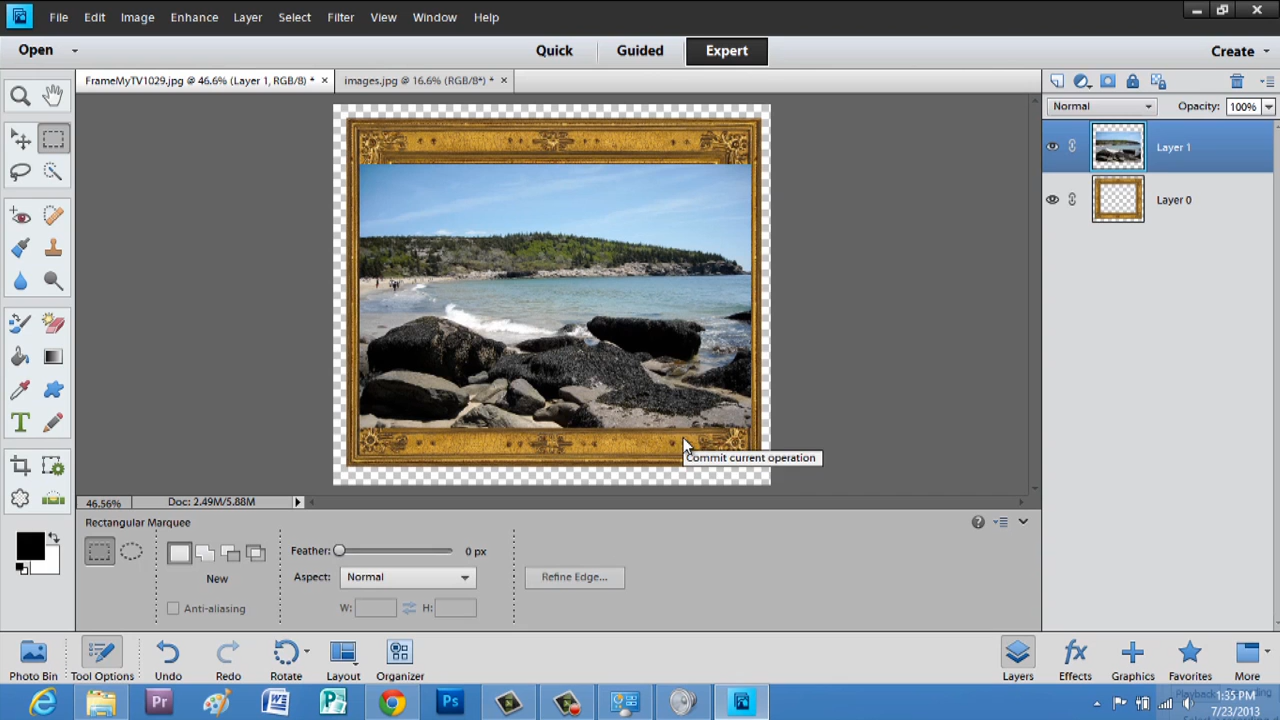 File Edit Image Enhance Layer Select Filter View Window Help
Open Quick Guided Expert Create
FrameMyTV1029.jpg @ 46.6% (Layer 1, RGB/8) * × images.jpg @ 16.6% (RGB/8*) * ×
Normal Opacity: 100%
Layer 1
Layer 0
Commit current operation
46.56% Doc: 2.49M/5.88M
Rectangular Marquee
Feather: 0 px
New
Aspect: Normal
Refine Edge...
Anti-aliasing
W: H:
Photo Bin Tool Options Undo Redo Rotate Layout Organizer Layers Effects Graphics Favorites More
Pr Ps
1:35 PM
7/23/2013